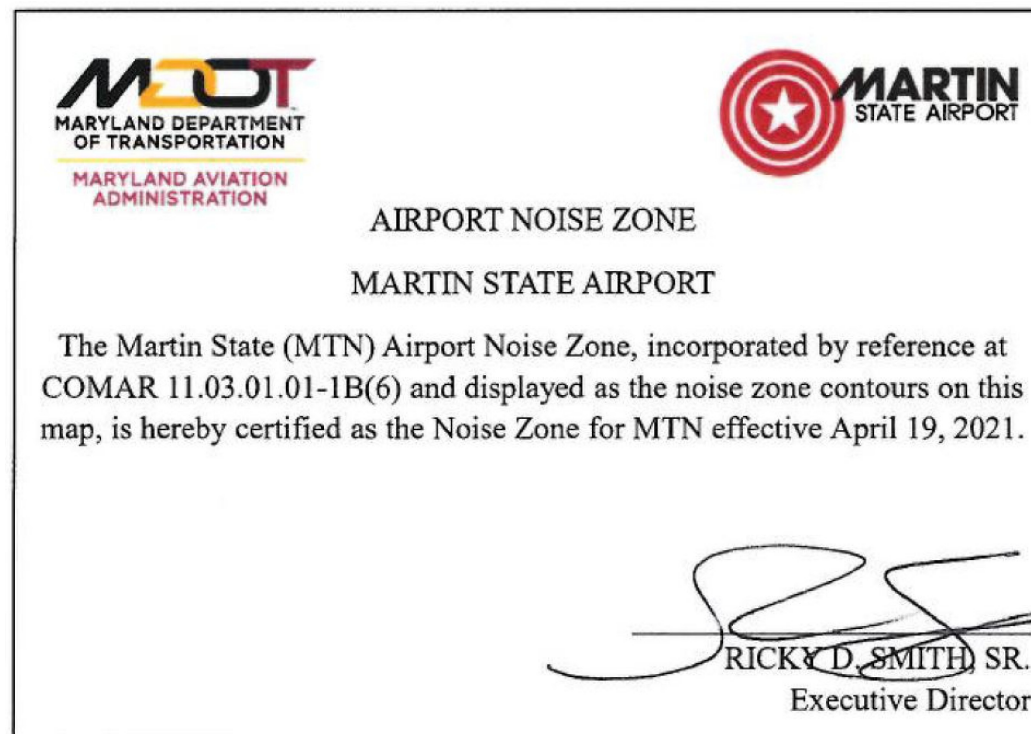 MDOT
MARYLAND DEPARTMENT
OF TRANSPORTATION
MARYLAND AVIATION
ADMINISTRATION
MARTIN
STATE AIRPORT
AIRPORT NOISE ZONE
MARTIN STATE AIRPORT
The Martin State (MTN) Airport Noise Zone, incorporated by reference at
COMAR 11.03.01.01-1B(6) and displayed as the noise zone contours on this
map, is hereby certified as the Noise Zone for MTN effective April 19, 2021.
RICKY D. SMITH, SR.
Executive Director